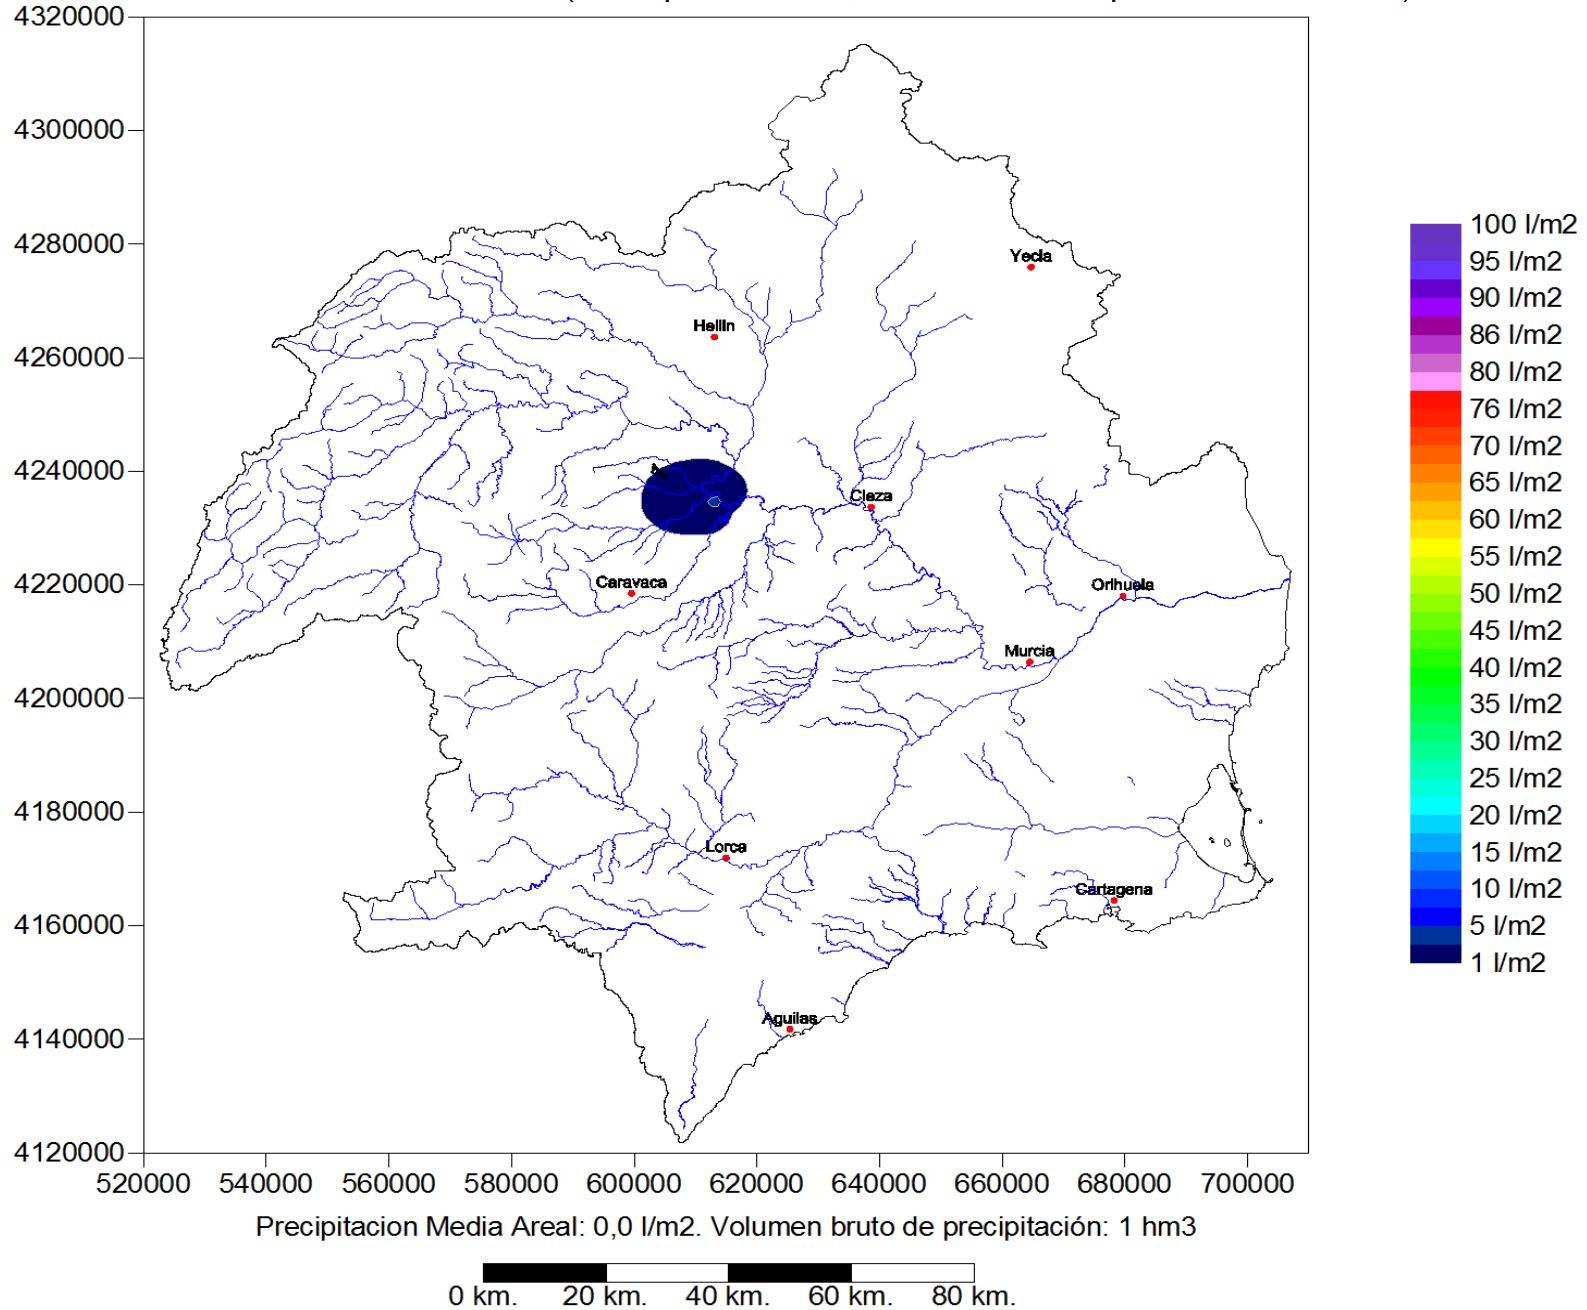 4320000
4300000
4280000
4260000
4240000
4220000
4200000
4180000
4160000
4140000
4120000
520000 540000 560000 580000 600000 620000 640000 660000 680000 700000
Yecla
Hellin
Cieza
Caravaca
Orihuela
Murcia
Lorca
Cartagena
Aguilas
100 l/m2
95 l/m2
90 l/m2
86 l/m2
80 l/m2
76 l/m2
70 l/m2
65 l/m2
60 l/m2
55 l/m2
50 l/m2
45 l/m2
40 l/m2
35 l/m2
30 l/m2
25 l/m2
20 l/m2
15 l/m2
10 l/m2
5 l/m2
1 l/m2
Precipitacion Media Areal: 0,0 l/m2. Volumen bruto de precipitación: 1 hm3
0 km. 20 km. 40 km. 60 km. 80 km.